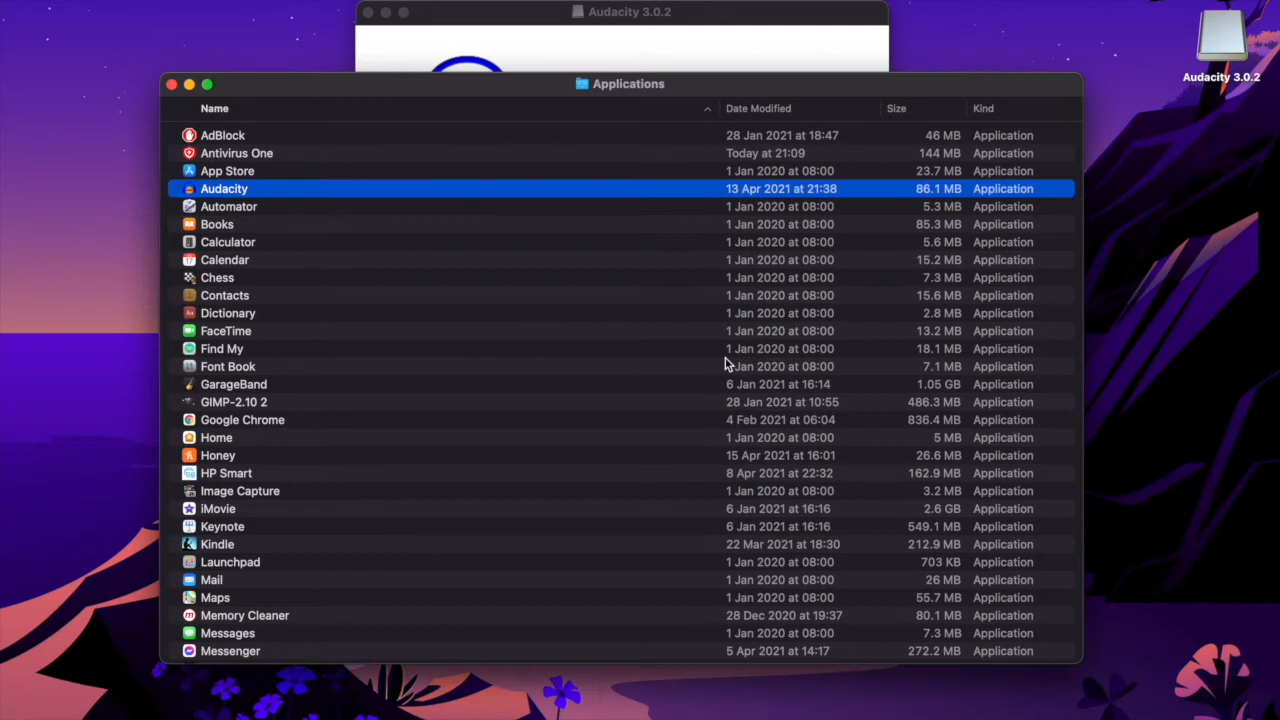 Audacity 3.0.2
Audacity 3.0.2
Applications
Name Date Modified Size Kind
AdBlock 28 Jan 2021 at 18:47 46 MB Application
Antivirus One Today at 21:09 144 MB Application
App Store 1 Jan 2020 at 08:00 23.7 MB Application
Audacity 13 Apr 2021 at 21:38 86.1 MB Application
Automator 1 Jan 2020 at 08:00 5.3 MB Application
Books 1 Jan 2020 at 08:00 85.3 MB Application
Calculator 1 Jan 2020 at 08:00 5.6 MB Application
Calendar 1 Jan 2020 at 08:00 15.2 MB Application
Chess 1 Jan 2020 at 08:00 7.3 MB Application
Contacts 1 Jan 2020 at 08:00 15.6 MB Application
Dictionary 1 Jan 2020 at 08:00 2.8 MB Application
FaceTime 1 Jan 2020 at 08:00 13.2 MB Application
Find My 1 Jan 2020 at 08:00 18.1 MB Application
Font Book 1 Jan 2020 at 08:00 7.1 MB Application
GarageBand 6 Jan 2021 at 16:14 1.05 GB Application
GIMP-2.10 2 28 Jan 2021 at 10:55 486.3 MB Application
Google Chrome 4 Feb 2021 at 06:04 836.4 MB Application
Home 1 Jan 2020 at 08:00 5 MB Application
Honey 15 Apr 2021 at 16:01 26.6 MB Application
HP Smart 8 Apr 2021 at 22:32 162.9 MB Application
Image Capture 1 Jan 2020 at 08:00 3.2 MB Application
iMovie 6 Jan 2021 at 16:16 2.6 GB Application
Keynote 6 Jan 2021 at 16:16 549.1 MB Application
Kindle 22 Mar 2021 at 18:30 212.9 MB Application
Launchpad 1 Jan 2020 at 08:00 703 KB Application
Mail 1 Jan 2020 at 08:00 26 MB Application
Maps 1 Jan 2020 at 08:00 55.7 MB Application
Memory Cleaner 28 Dec 2020 at 19:37 80.1 MB Application
Messages 1 Jan 2020 at 08:00 7.3 MB Application
Messenger 5 Apr 2021 at 14:17 272.2 MB Application